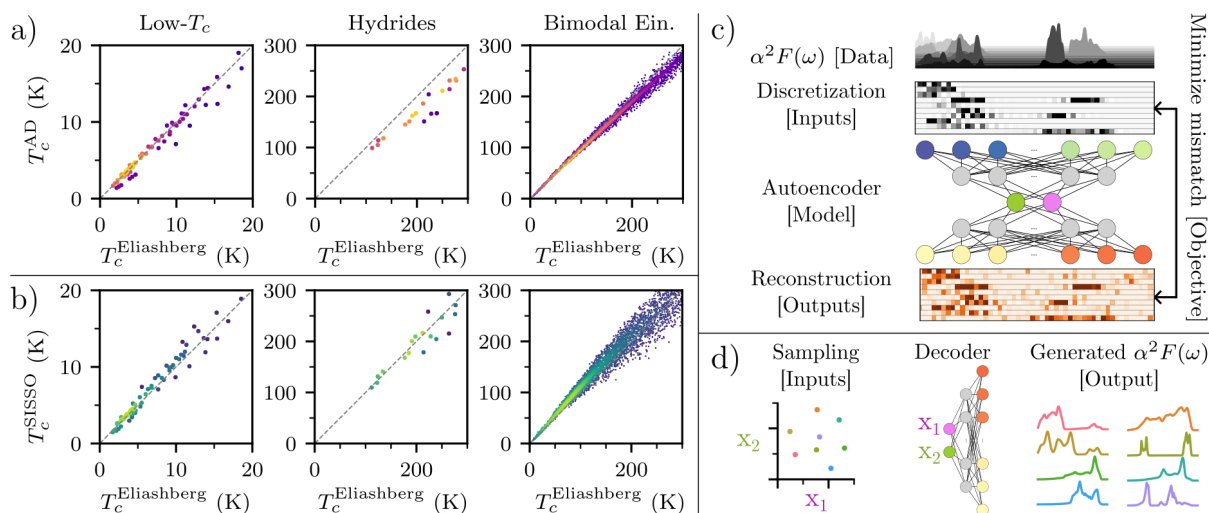 a)
Low-T_c
Hydrides
Bimodal Ein.
T_c^AD (K)
20
10
0
0
10
20
300
200
100
0
0
200
300
200
100
0
0
200
T_c^Eliashberg (K)
T_c^Eliashberg (K)
T_c^Eliashberg (K)
b)
T_c^SISSO (K)
20
10
0
0
10
20
300
200
100
0
0
200
300
200
100
0
0
200
T_c^Eliashberg (K)
T_c^Eliashberg (K)
T_c^Eliashberg (K)
c)
α²F(ω) [Data]
Discretization
[Inputs]
...
...
Autoencoder
[Model]
...
...
Reconstruction
[Outputs]
Minimize mismatch [Objective]
d)
Sampling
[Inputs]
x₂
x₁
Decoder
x₁
x₂
Generated α²F(ω)
[Output]